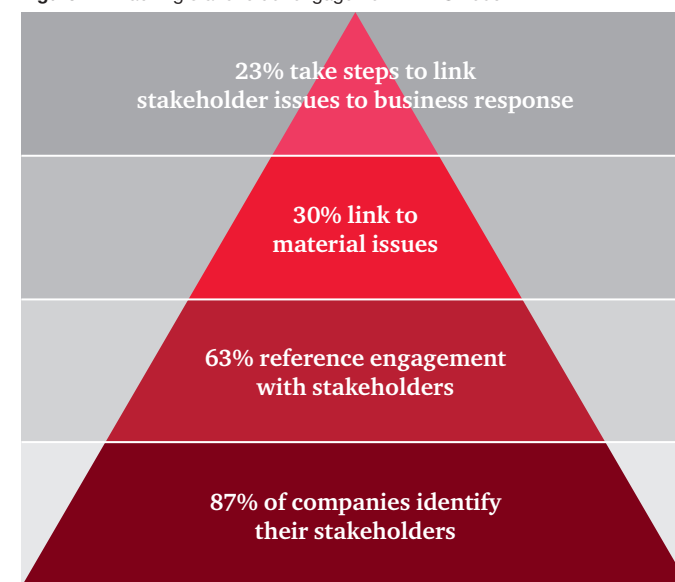 23% take steps to link
stakeholder issues to business response
30% link to
material issues
63% reference engagement
with stakeholders
87% of companies identify
their stakeholders